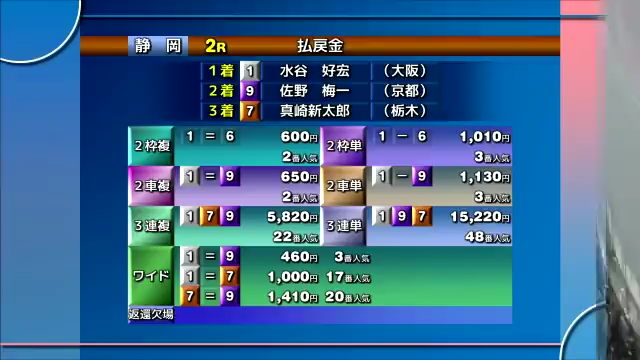 静岡 2R 払戻金
1着 1 水谷 好宏 （大阪）
2着 9 佐野 梅一 （京都）
3着 7 真崎新太郎 （栃木）
2枠複 1 = 6 600円 2番人気 2枠単 1 － 6 1,010円 3番人気
2車複 1 = 9 650円 2番人気 2車単 1 － 9 1,130円 3番人気
3連複 1 7 9 5,820円 22番人気 3連単 1 9 7 15,220円 48番人気
ワイド 1 = 9 460円 3番人気
1 = 7 1,000円 17番人気
7 = 9 1,410円 20番人気
返還欠場